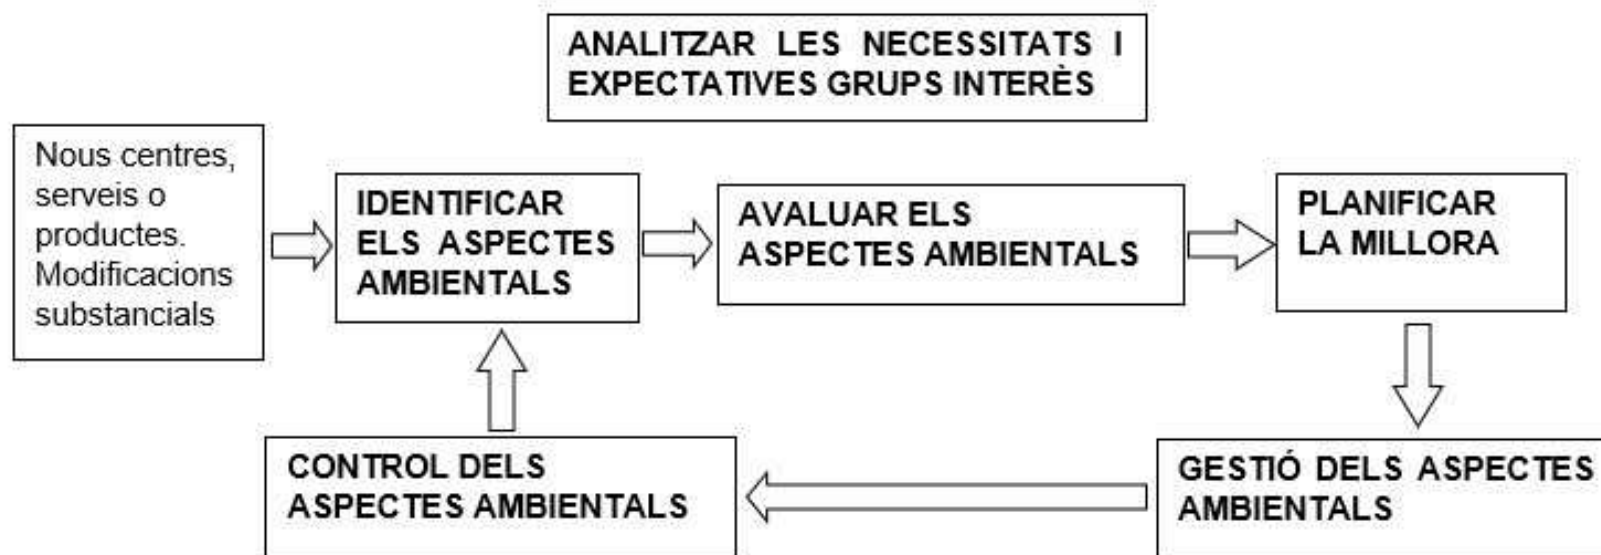 ANALITZAR LES NECESSITATS I
EXPECTATIVES GRUPS INTERÈS
Nous centres,
serveis o
productes.
Modificacions
substancials
IDENTIFICAR
ELS ASPECTES
AMBIENTALS
AVALUAR ELS
ASPECTES AMBIENTALS
PLANIFICAR
LA MILLORA
CONTROL DELS
ASPECTES AMBIENTALS
GESTIÓ DELS ASPECTES
AMBIENTALS